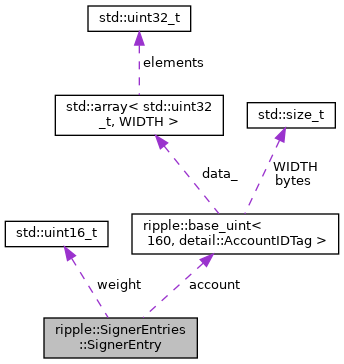 std::uint32_t
elements
std::array< std::uint32
_t, WIDTH >
std::size_t
data_
WIDTH
bytes
std::uint16_t
ripple::base_uint<
160, detail::AccountIDTag >
weight
account
ripple::SignerEntries
::SignerEntry